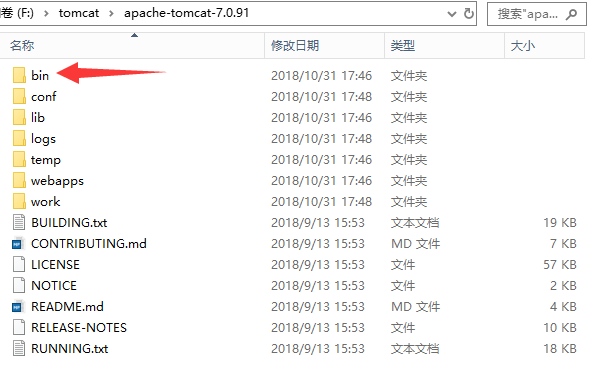 卷 (F:) › tomcat › apache-tomcat-7.0.91 搜索"apa...
名称 修改日期 类型 大小
bin 2018/10/31 17:46 文件夹
conf 2018/10/31 17:48 文件夹
lib 2018/10/31 17:46 文件夹
logs 2018/10/31 17:48 文件夹
temp 2018/10/31 17:46 文件夹
webapps 2018/10/31 17:46 文件夹
work 2018/10/31 17:48 文件夹
BUILDING.txt 2018/9/13 15:53 文本文档 19 KB
CONTRIBUTING.md 2018/9/13 15:53 MD 文件 7 KB
LICENSE 2018/9/13 15:53 文件 57 KB
NOTICE 2018/9/13 15:53 文件 2 KB
README.md 2018/9/13 15:53 MD 文件 4 KB
RELEASE-NOTES 2018/9/13 15:53 文件 10 KB
RUNNING.txt 2018/9/13 15:53 文本文档 18 KB